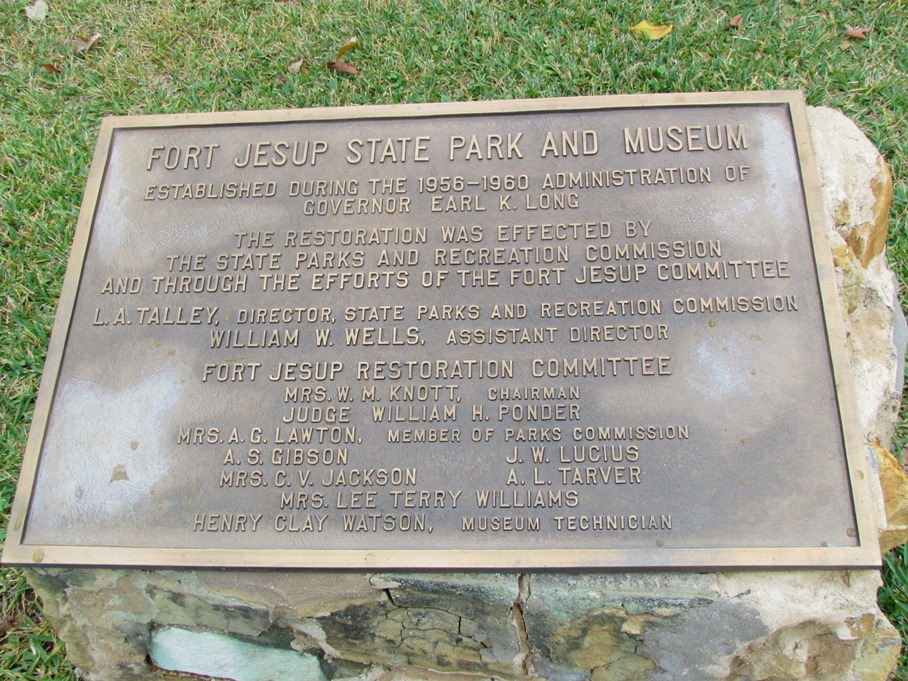 FORT JESUP STATE PARK AND MUSEUM
ESTABLISHED DURING THE 1956-1960 ADMINISTRATION OF
GOVERNOR EARL K. LONG
THE RESTORATION WAS EFFECTED BY
THE STATE PARKS AND RECREATION COMMISSION
AND THROUGH THE EFFORTS OF THE FORT JESUP COMMITTEE
L.A. TALLEY, DIRECTOR, STATE PARKS AND RECREATION COMMISSION
WILLIAM W. WELLS, ASSISTANT DIRECTOR
FORT JESUP RESTORATION COMMITTEE
MRS. W. M. KNOTT, CHAIRMAN
JUDGE WILLIAM H. PONDER
MRS. A. G. LAWTON, MEMBER OF PARKS COMMISSION
A. S. GIBSON J. W. LUCIUS
MRS. C. V. JACKSON A. L. TARVER
MRS. LEE TERRY WILLIAMS
HENRY CLAY WATSON, MUSEUM TECHNICIAN